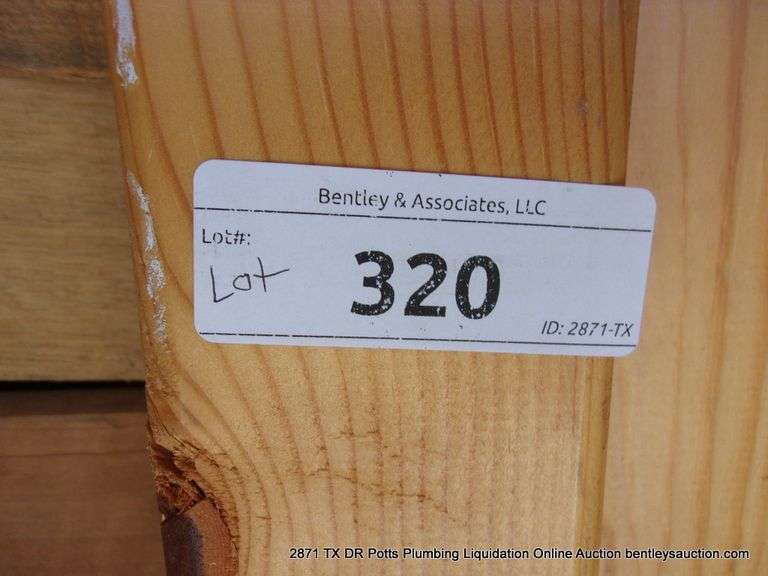 Bentley & Associates, LLC
Lot#:
Lot
320
ID: 2871-TX
2871 TX DR Potts Plumbing Liquidation Online Auction bentleysauction.com